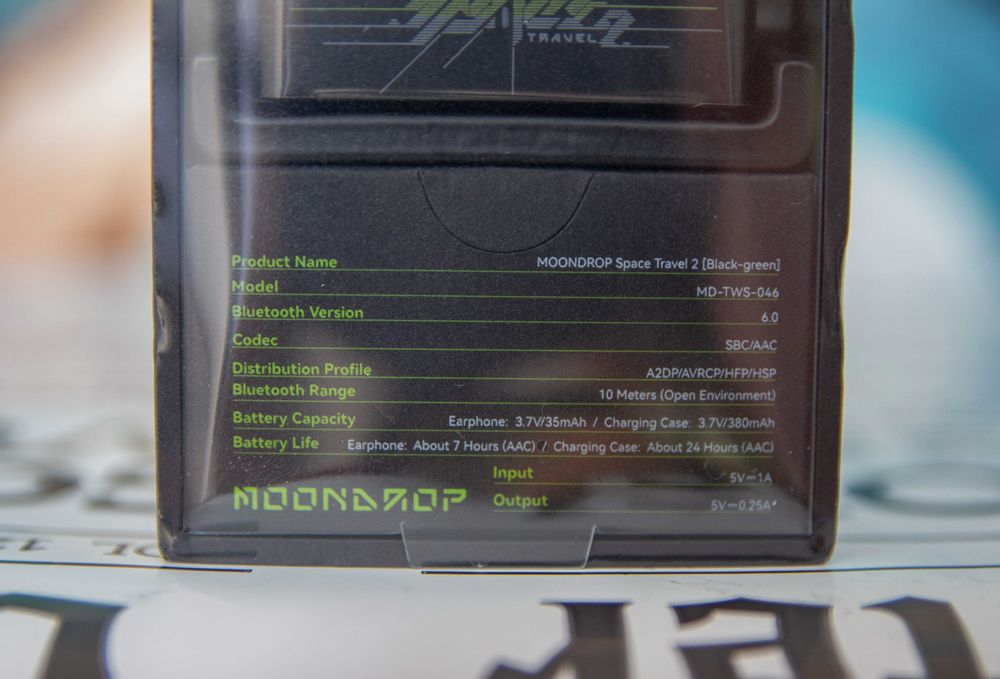 TRAVEL 2
Product Name MOONDROP Space Travel 2 [Black-green]
Model MD-TWS-046
Bluetooth Version 6.0
Codec SBC/AAC
Distribution Profile A2DP/AVRCP/HFP/HSP
Bluetooth Range 10 Meters (Open Environment)
Battery Capacity Earphone: 3.7V/35mAh / Charging Case: 3.7V/380mAh
Battery Life Earphone: About 7 Hours (AAC) / Charging Case: About 24 Hours (AAC)
Input 5V⎓1A
Output 5V⎓0.25A
MOONDROP